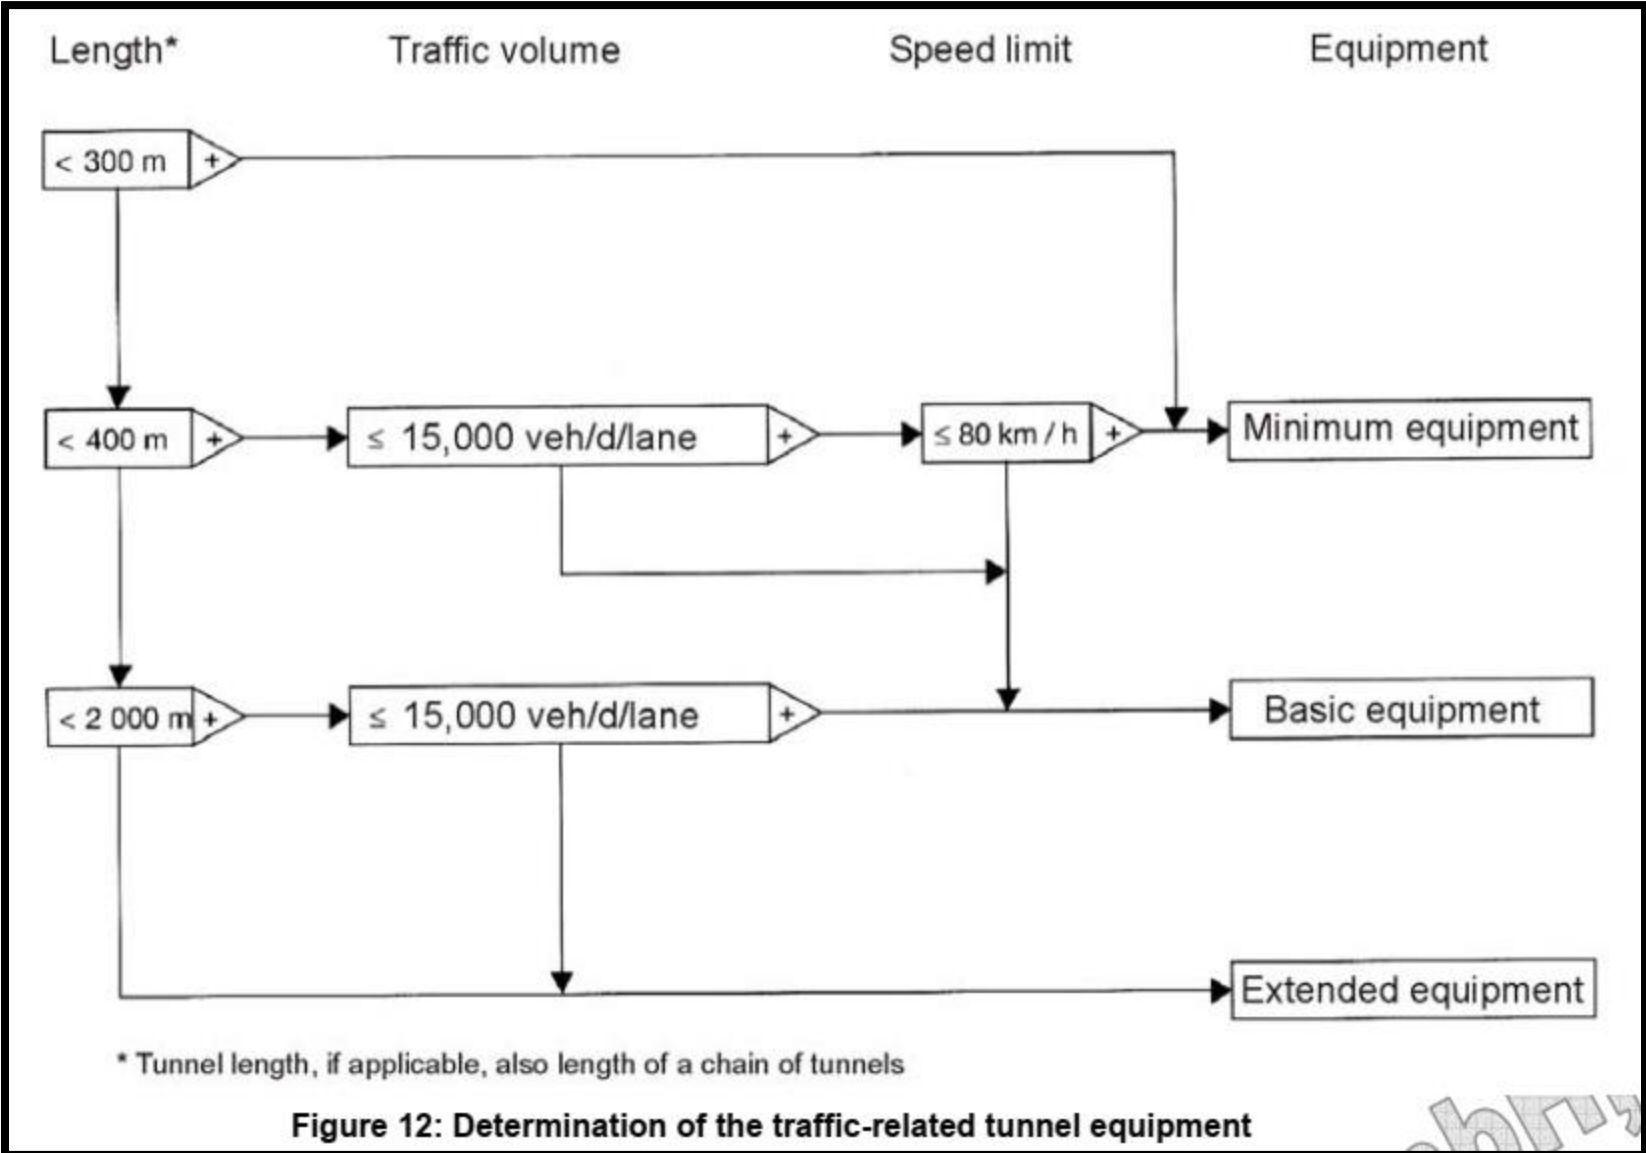 Length* Traffic volume Speed limit Equipment
< 300 m +
< 400 m + ≤ 15,000 veh/d/lane + ≤ 80 km / h + Minimum equipment
< 2 000 m + ≤ 15,000 veh/d/lane + Basic equipment
Extended equipment
* Tunnel length, if applicable, also length of a chain of tunnels
Figure 12: Determination of the traffic-related tunnel equipment